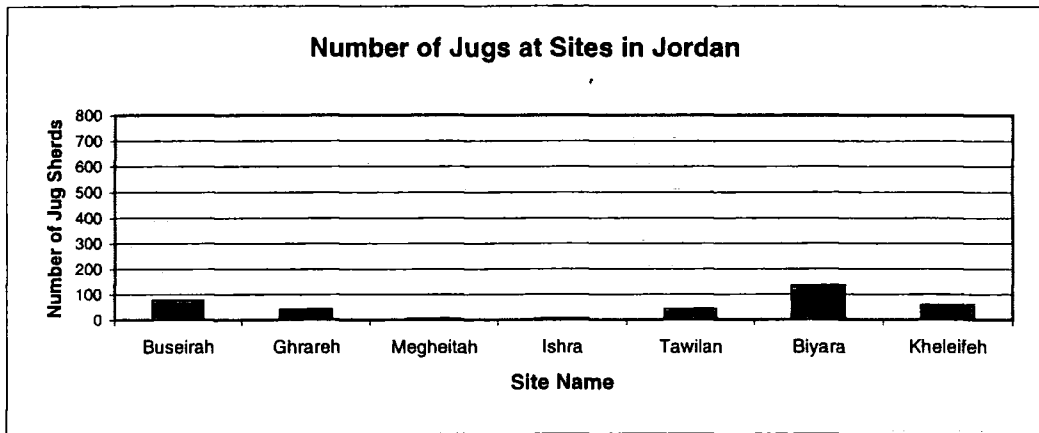 Number of Jugs at Sites in Jordan
Number of Jug Sherds
800
700
600
500
400
300
200
100
0
Buseirah Ghrareh Megheitah Ishra Tawilan Biyara Kheleifeh
Site Name